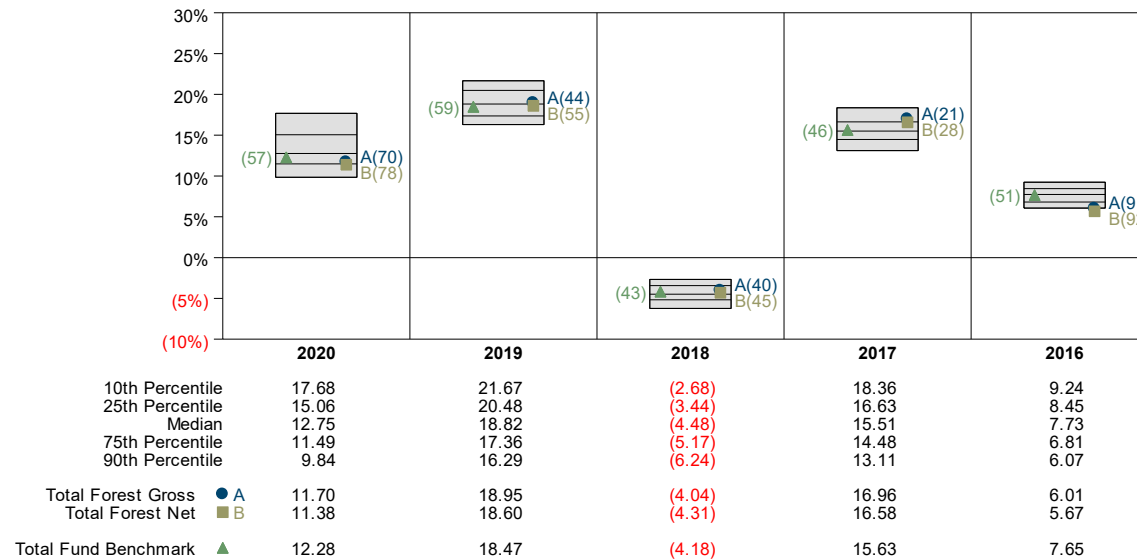 30%
25%
20%
15%
10%
5%
0%
(5%)
(10%)
(57)
A(70)
B(78)
(59)
A(44)
B(55)
(43)
A(40)
B(45)
(46)
A(21)
B(28)
(51)
2020 2019 2018 2017 2016
10th Percentile 17.68 21.67 (2.68) 18.36 9.24
25th Percentile 15.06 20.48 (3.44) 16.63 8.45
Median 12.75 18.82 (4.48) 15.51 7.73
75th Percentile 11.49 17.36 (5.17) 14.48 6.81
90th Percentile 9.84 16.29 (6.24) 13.11 6.07
Total Forest Gross A 11.70 18.95 (4.04) 16.96 6.01
Total Forest Net B 11.38 18.60 (4.31) 16.58 5.67
Total Fund Benchmark 12.28 18.47 (4.18) 15.63 7.65